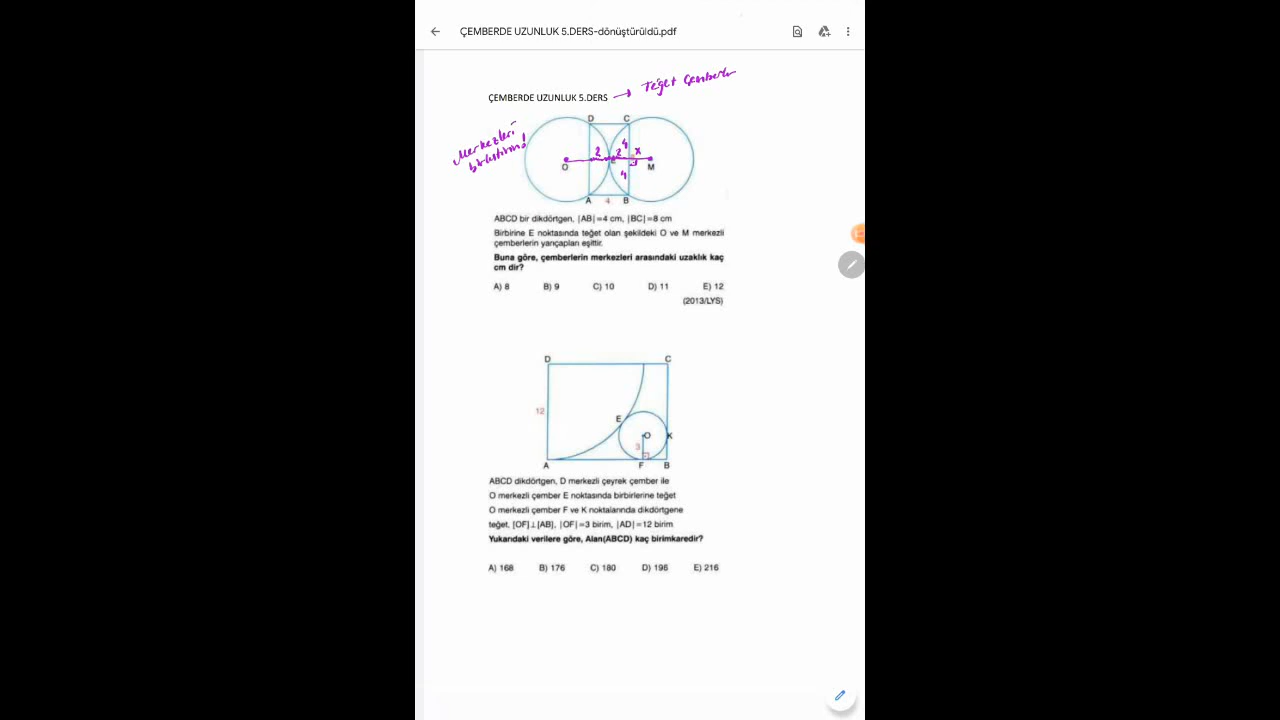 ÇEMBERDE UZUNLUK 5.DERS-dönüştürüldü.pdf
ÇEMBERDE UZUNLUK 5.DERS → Teğet Çemberler
Merkezleri
birleştirin!
D C
4
2 2 x
O E M
4
A 4 B
ABCD bir dikdörtgen, |AB|=4 cm, |BC|=8 cm
Birbirine E noktasında teğet olan şekildeki O ve M merkezli
çemberlerin yarıçapları eşittir.
Buna göre, çemberlerin merkezleri arasındaki uzaklık kaç
cm dir?
A) 8 B) 9 C) 10 D) 11 E) 12
(2013/LYS)
D C
12
E
O K
3
A F B
ABCD dikdörtgen, D merkezli çeyrek çember ile
O merkezli çember E noktasında birbirlerine teğet
O merkezli çember F ve K noktalarında dikdörtgene
teğet, [OF]⊥[AB], |OF|=3 birim, |AD|=12 birim
Yukarıdaki verilere göre, Alan(ABCD) kaç birimkaredir?
A) 168 B) 176 C) 180 D) 196 E) 216